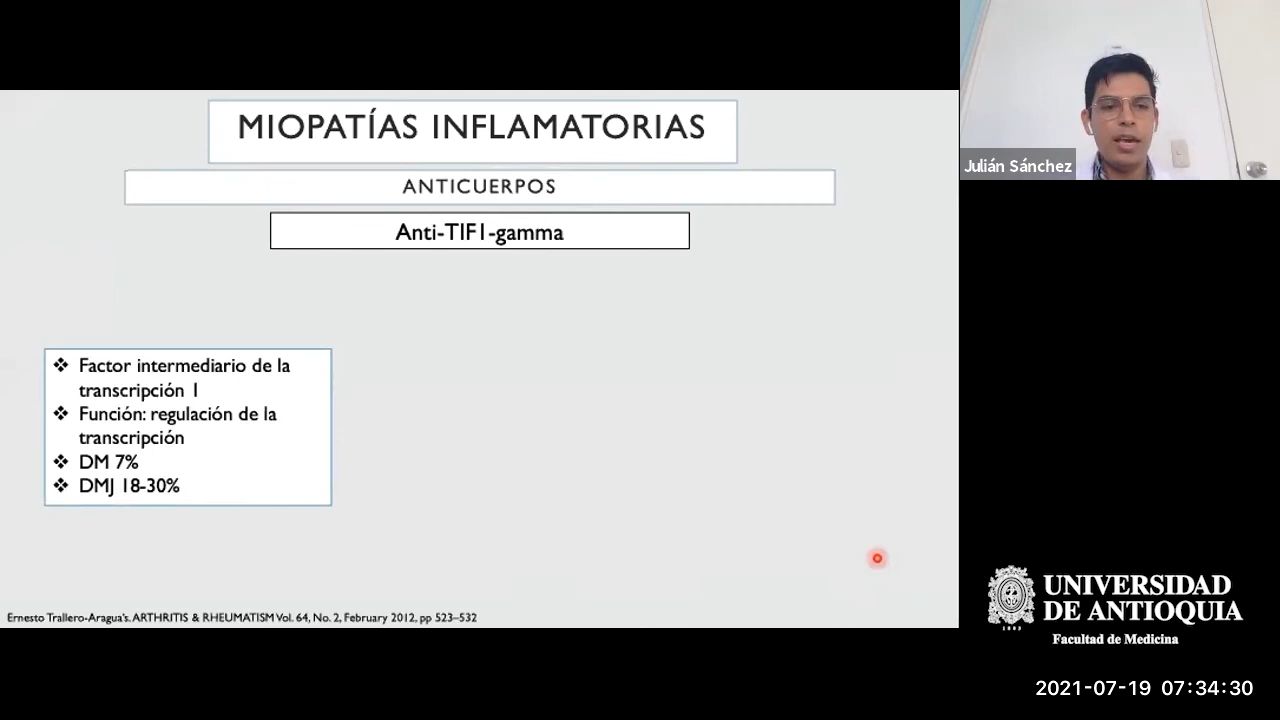 MIOPATÍAS INFLAMATORIAS
ANTICUERPOS
Anti-TIF1-gamma
❖ Factor intermediario de la
transcripción 1
❖ Función: regulación de la
transcripción
❖ DM 7%
❖ DMJ 18-30%
Ernesto Trallero-Aragua's. ARTHRITIS & RHEUMATISM Vol. 64, No. 2, February 2012, pp 523–532
Julián Sánchez
UNIVERSIDAD
DE ANTIOQUIA
Facultad de Medicina
1803
2021-07-19 07:34:30